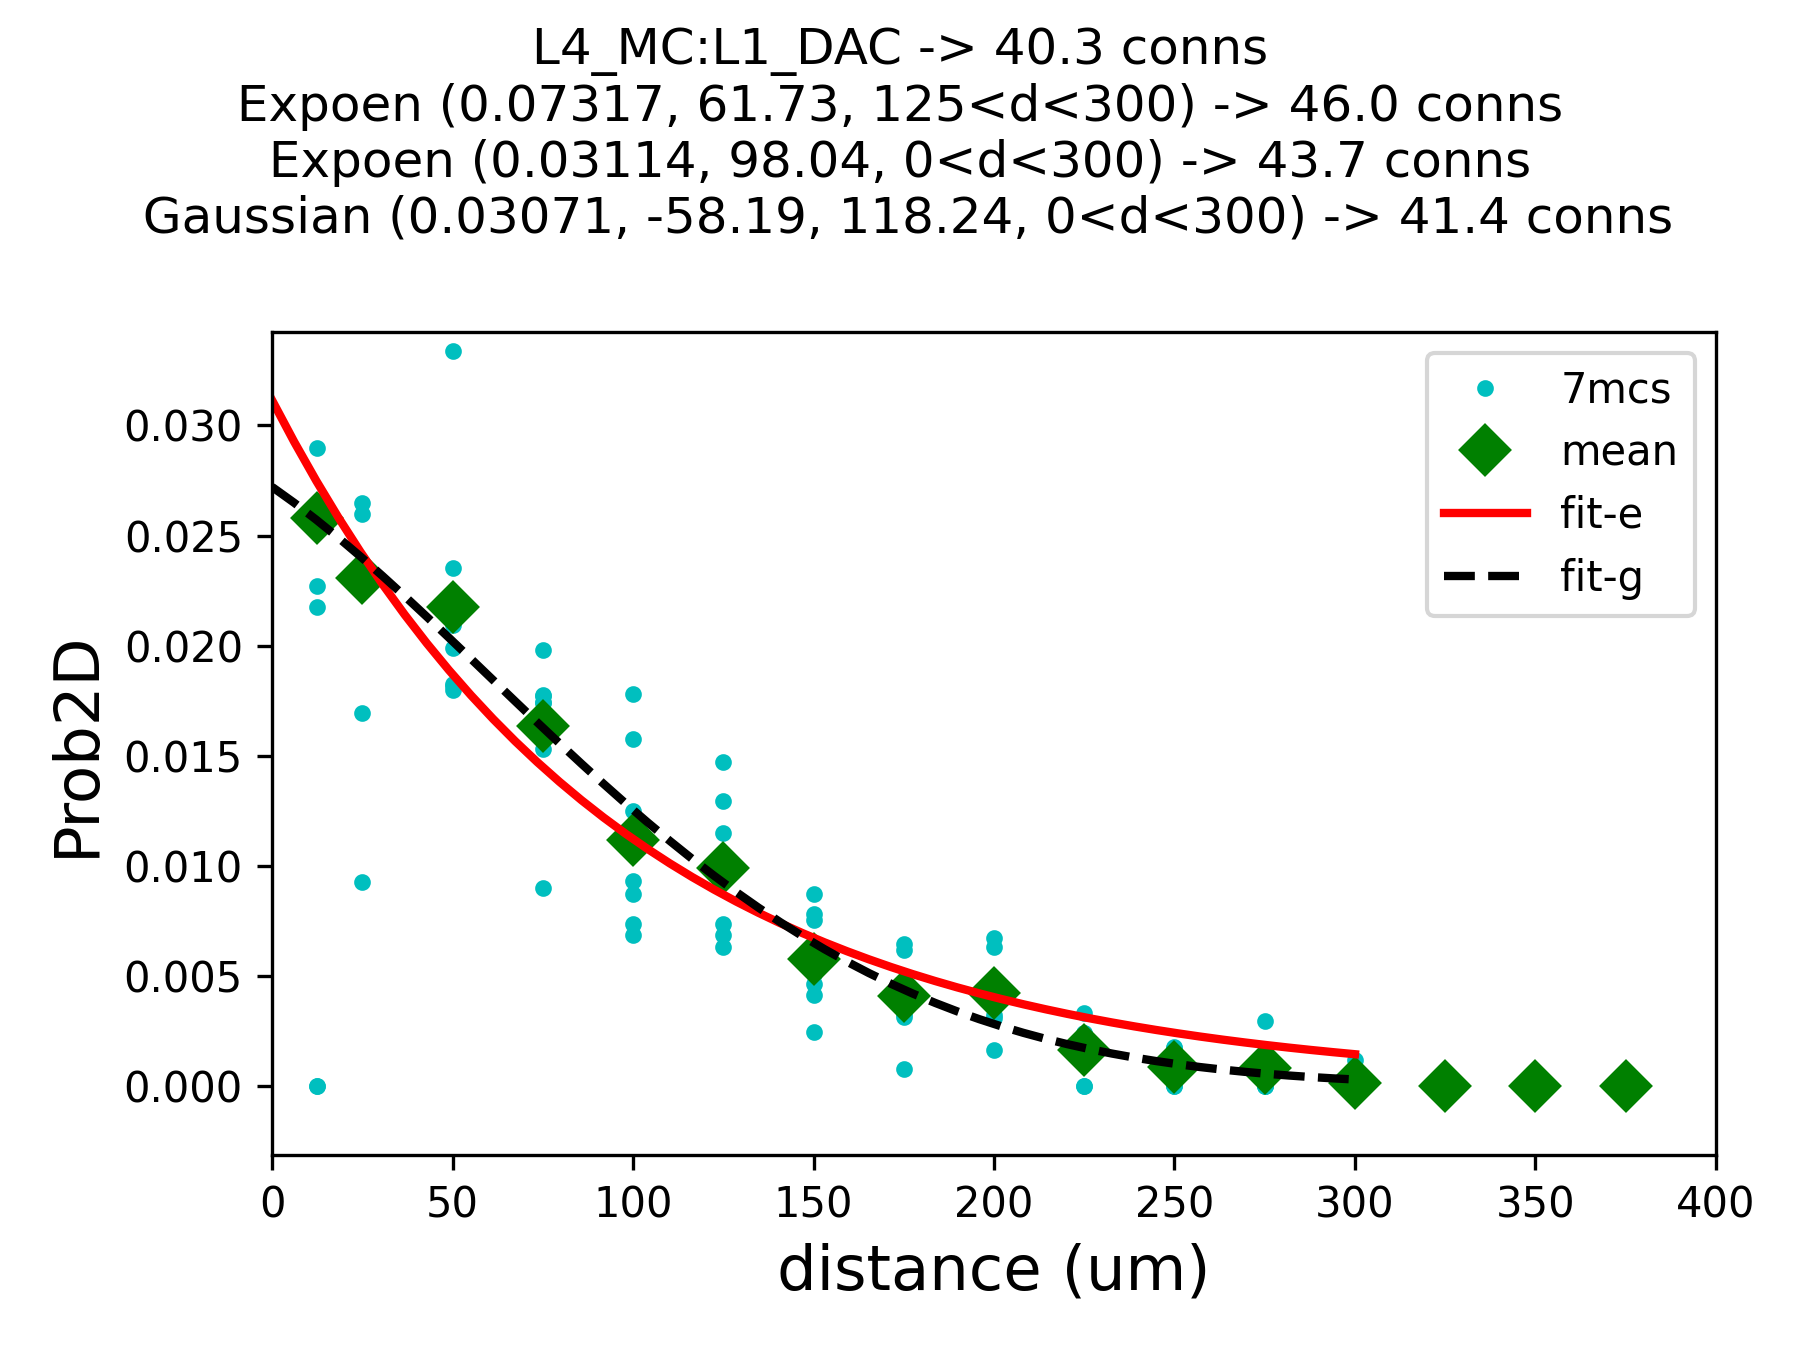 L4_MC:L1_DAC -> 40.3 conns
Expoen (0.07317, 61.73, 125<d<300) -> 46.0 conns
Expoen (0.03114, 98.04, 0<d<300) -> 43.7 conns
Gaussian (0.03071, -58.19, 118.24, 0<d<300) -> 41.4 conns
7mcs
mean
fit-e
fit-g
Prob2D
0.030
0.025
0.020
0.015
0.010
0.005
0.000
0 50 100 150 200 250 300 350 400
distance (um)